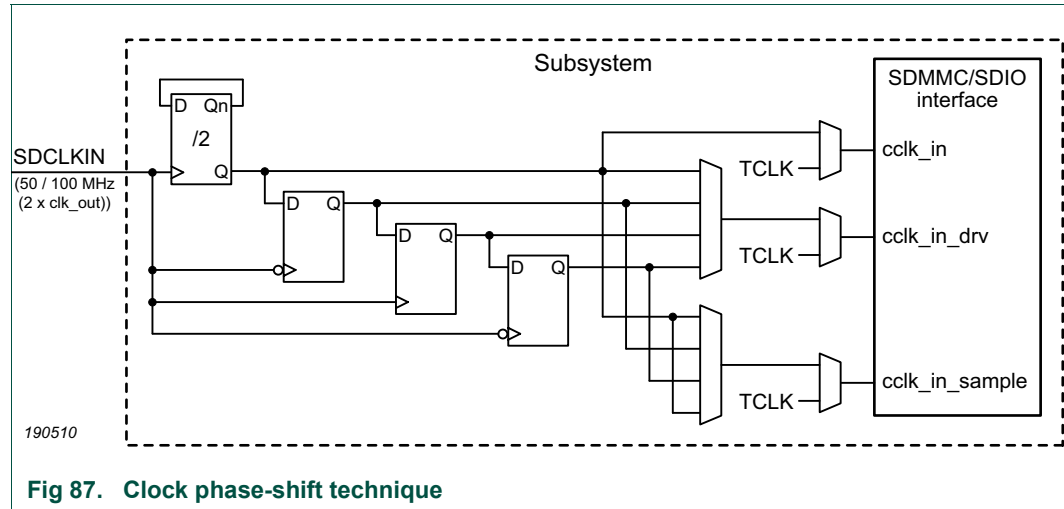 Subsystem
SDMMC/SDIO
interface
D Qn
/2
Q
SDCLKIN
(50 / 100 MHz
(2 x clk_out))
cclk_in
TCLK
D Q
D Q
cclk_in_drv
TCLK
D Q
cclk_in_sample
TCLK
190510
Fig 87. Clock phase-shift technique